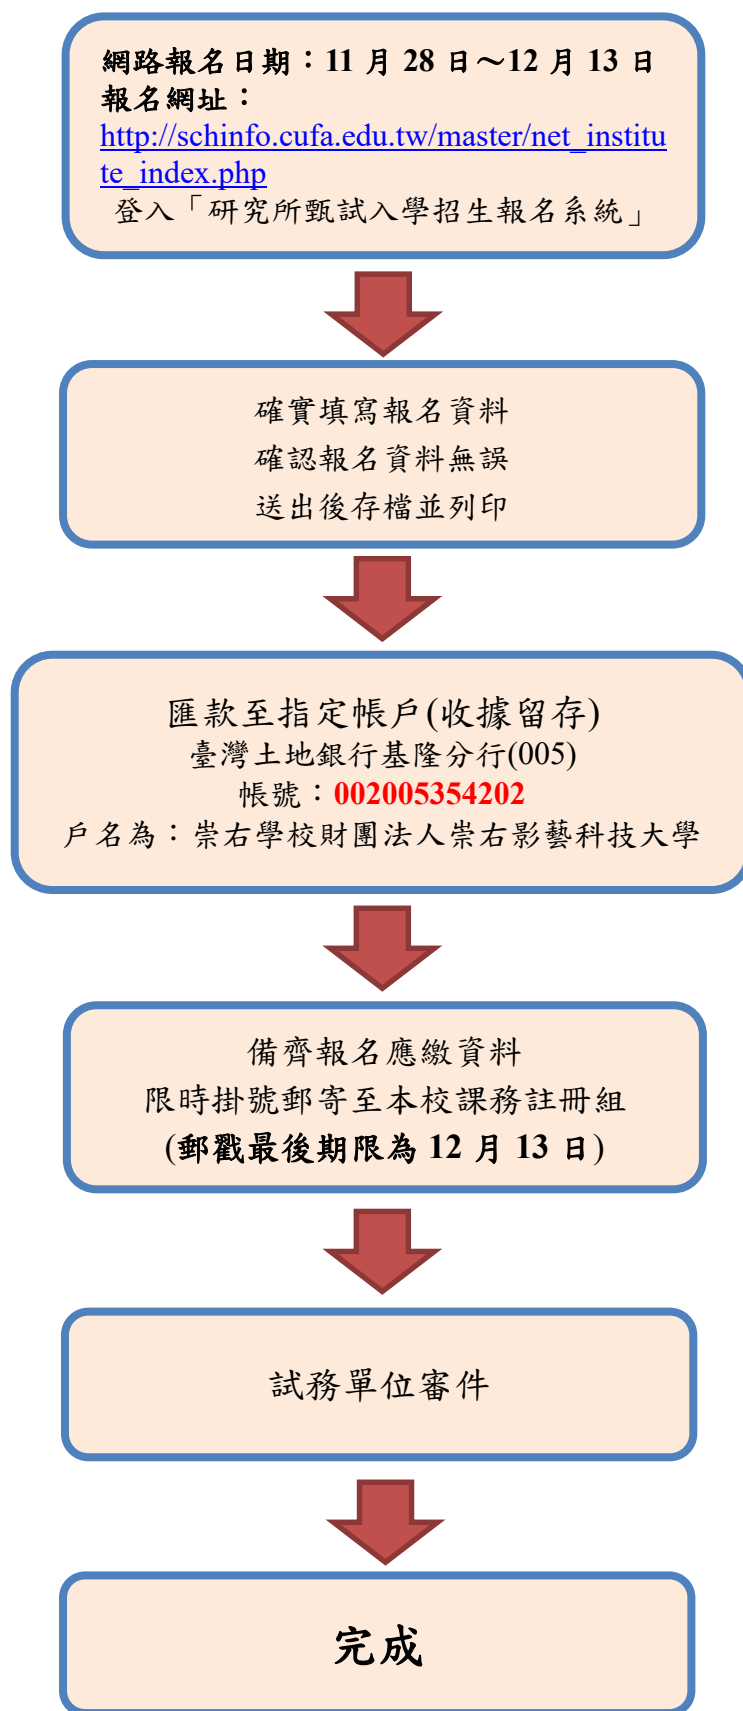 網路報名日期：11 月 28 日～12 月 13 日
報名網址：
http://schinfo.cufa.edu.tw/master/net_institu
te_index.php
登入「研究所甄試入學招生報名系統」
確實填寫報名資料
確認報名資料無誤
送出後存檔並列印
匯款至指定帳戶(收據留存)
臺灣土地銀行基隆分行(005)
帳號：002005354202
戶名為：崇右學校財團法人崇右影藝科技大學
備齊報名應繳資料
限時掛號郵寄至本校課務註冊組
(郵戳最後期限為 12 月 13 日)
試務單位審件
完成